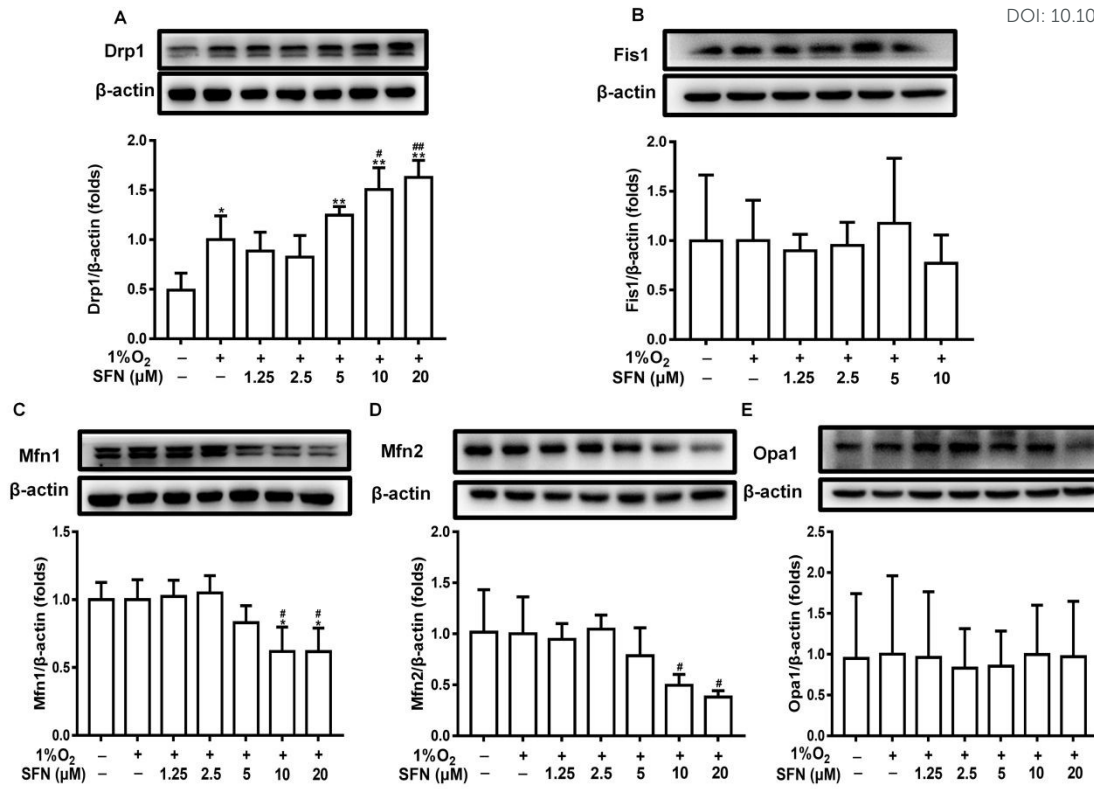 DOI: 10.10
A
Drp1
β-actin
Drp1/β-actin (folds)
2.0
1.5
1.0
0.5
0.0
*
**
#
**
##
**
1%O₂ – + + + + + +
SFN (μM) – – 1.25 2.5 5 10 20
B
Fis1
β-actin
Fis1/β-actin (folds)
2.0
1.5
1.0
0.5
0.0
1%O₂ – + + + + +
SFN (μM) – – 1.25 2.5 5 10
C
Mfn1
β-actin
Mfn1/β-actin (folds)
1.5
1.0
0.5
0.0
#
*
#
*
1%O₂ – + + + + + +
SFN (μM) – – 1.25 2.5 5 10 20
D
Mfn2
β-actin
Mfn2/β-actin (folds)
2.0
1.5
1.0
0.5
0.0
#
#
1%O₂ – + + + + + +
SFN (μM) – – 1.25 2.5 5 10 20
E
Opa1
β-actin
Opa1/β-actin (folds)
2.5
2.0
1.5
1.0
0.5
0.0
1%O₂ – + + + + + +
SFN (μM) – – 1.25 2.5 5 10 20